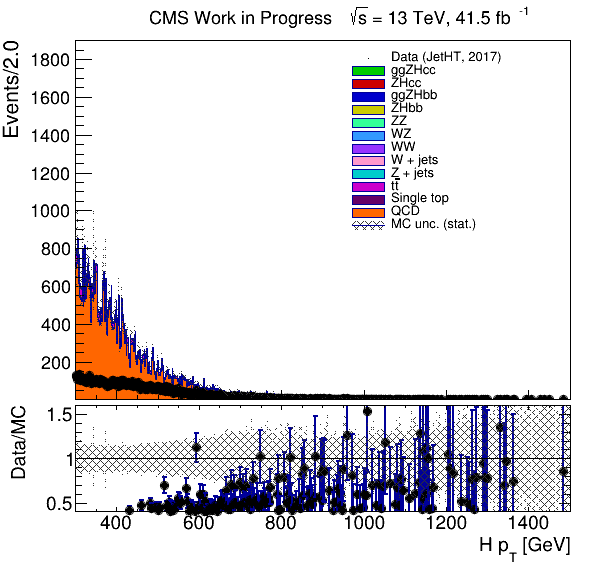 CMS Work in Progress √s = 13 TeV, 41.5 fb⁻¹
Events/2.0
1800
1600
1400
1200
1000
800
600
400
200
Data (JetHT, 2017)
ggZHcc
ZHcc
ggZHbb
ZHbb
ZZ
WZ
WW
W + jets
Z + jets
tt̅
Single top
QCD
MC unc. (stat.)
Data/MC
1.5
1
0.5
400 600 800 1000 1200 1400
H p_T [GeV]